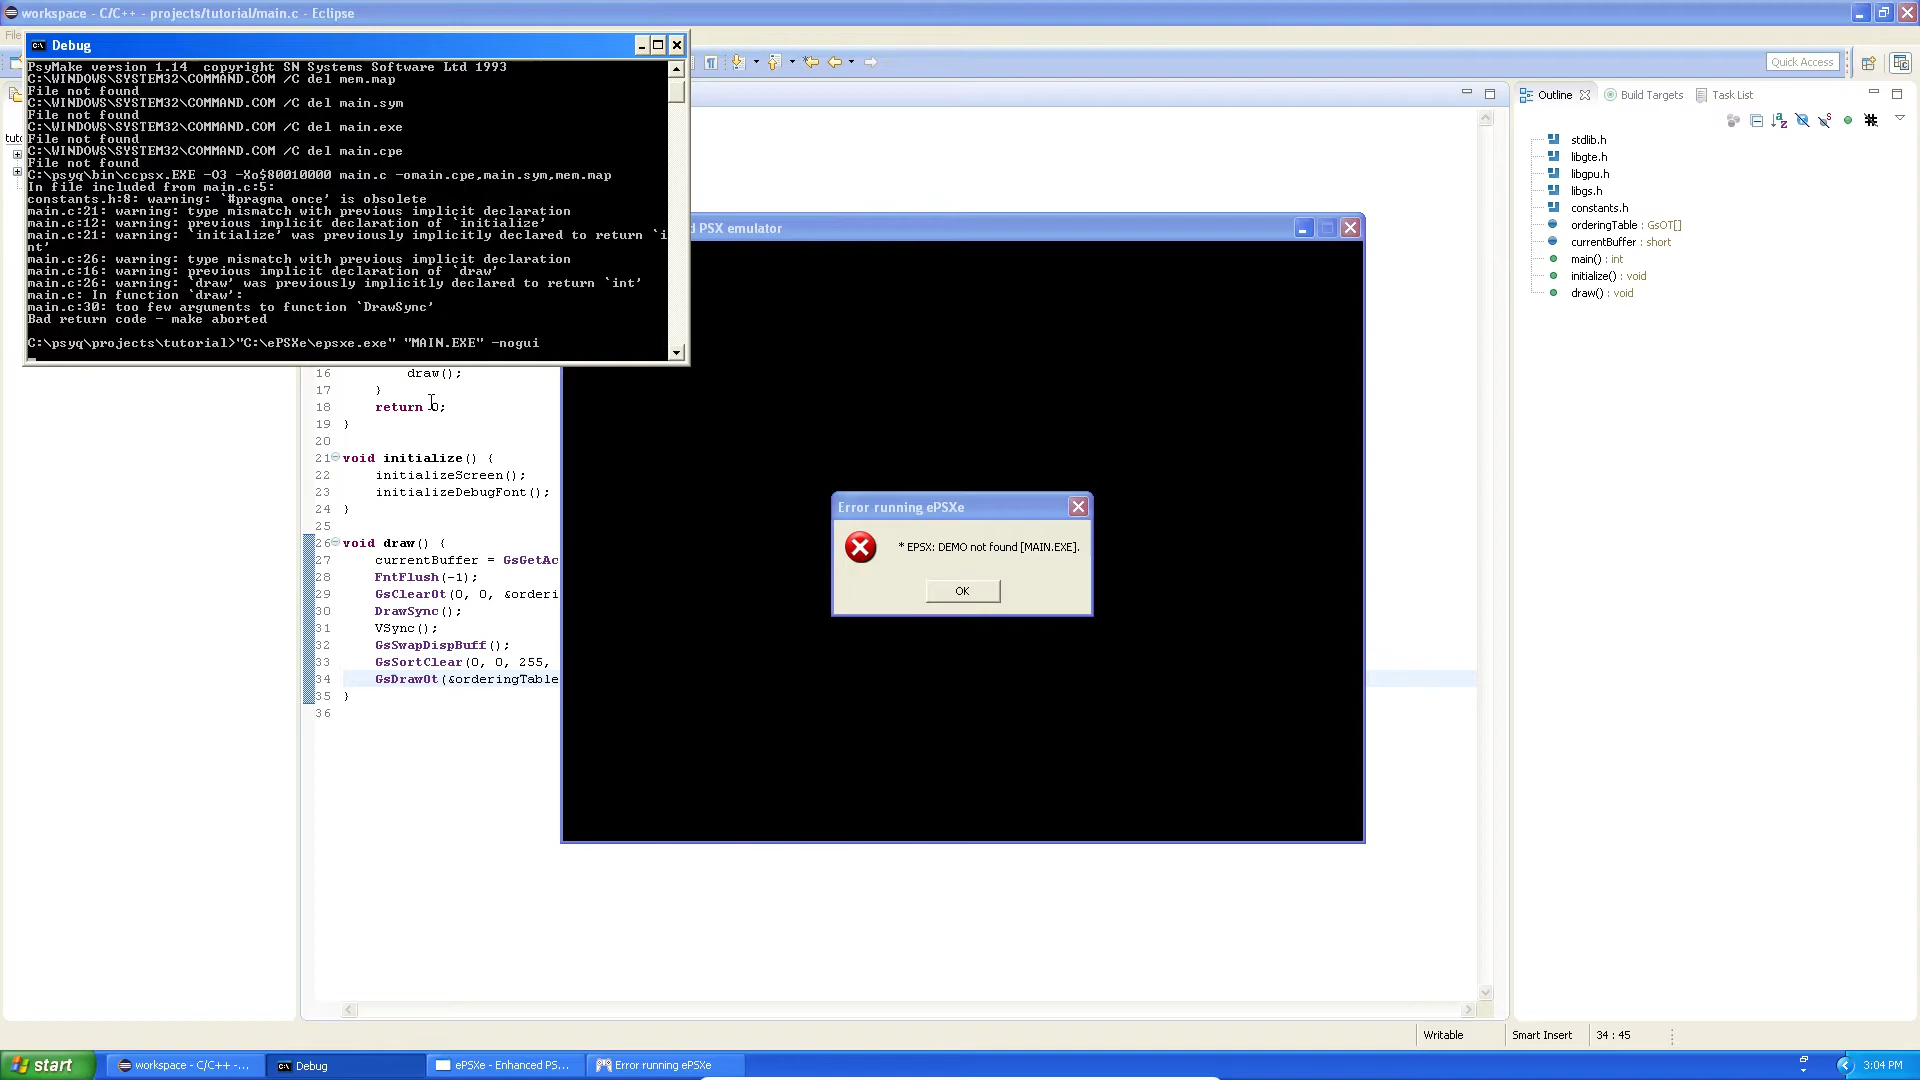 workspace - C/C++ - projects/tutorial/main.c - Eclipse
File
Debug
PsyMake version 1.14  copyright SN Systems Software Ltd 1993
C:\WINDOWS\SYSTEM32\COMMAND.COM /C del mem.map
File not found
C:\WINDOWS\SYSTEM32\COMMAND.COM /C del main.sym
File not found
C:\WINDOWS\SYSTEM32\COMMAND.COM /C del main.exe
File not found
C:\WINDOWS\SYSTEM32\COMMAND.COM /C del main.cpe
File not found
C:\psyq\bin\ccpsx.EXE -O3 -Xo$80010000 main.c -omain.cpe,main.sym,mem.map
In file included from main.c:5:
constants.h:8: warning: `#pragma once' is obsolete
main.c:21: warning: type mismatch with previous implicit declaration
main.c:12: warning: previous implicit declaration of `initialize'
main.c:21: warning: `initialize' was previously implicitly declared to return `i
nt'
main.c:26: warning: type mismatch with previous implicit declaration
main.c:16: warning: previous implicit declaration of `draw'
main.c:26: warning: `draw' was previously implicitly declared to return `int'
main.c: In function `draw':
main.c:30: too few arguments to function `DrawSync'
Bad return code - make aborted
C:\psyq\projects\tutorial>"C:\ePSXe\epsxe.exe" "MAIN.EXE" -nogui
Quick Access
tuto
16 draw();
17 }
18 return 0;
19 }
20
21 void initialize() {
22 initializeScreen();
23 initializeDebugFont();
24 }
25
26 void draw() {
27 currentBuffer = GsGetAc
28 FntFlush(-1);
29 GsClearOt(0, 0, &orderi
30 DrawSync();
31 VSync();
32 GsSwapDispBuff();
33 GsSortClear(0, 0, 255,
34 GsDrawOt(&orderingTable
35 }
36
d PSX emulator
Error running ePSXe
* EPSX: DEMO not found [MAIN.EXE].
OK
Outline Build Targets Task List
stdlib.h
libgte.h
libgpu.h
libgs.h
constants.h
orderingTable : GsOT[]
currentBuffer : short
main() : int
initialize() : void
draw() : void
Writable Smart Insert 34 : 45
start workspace - C/C++ -... Debug ePSXe - Enhanced PS... Error running ePSXe 3:04 PM